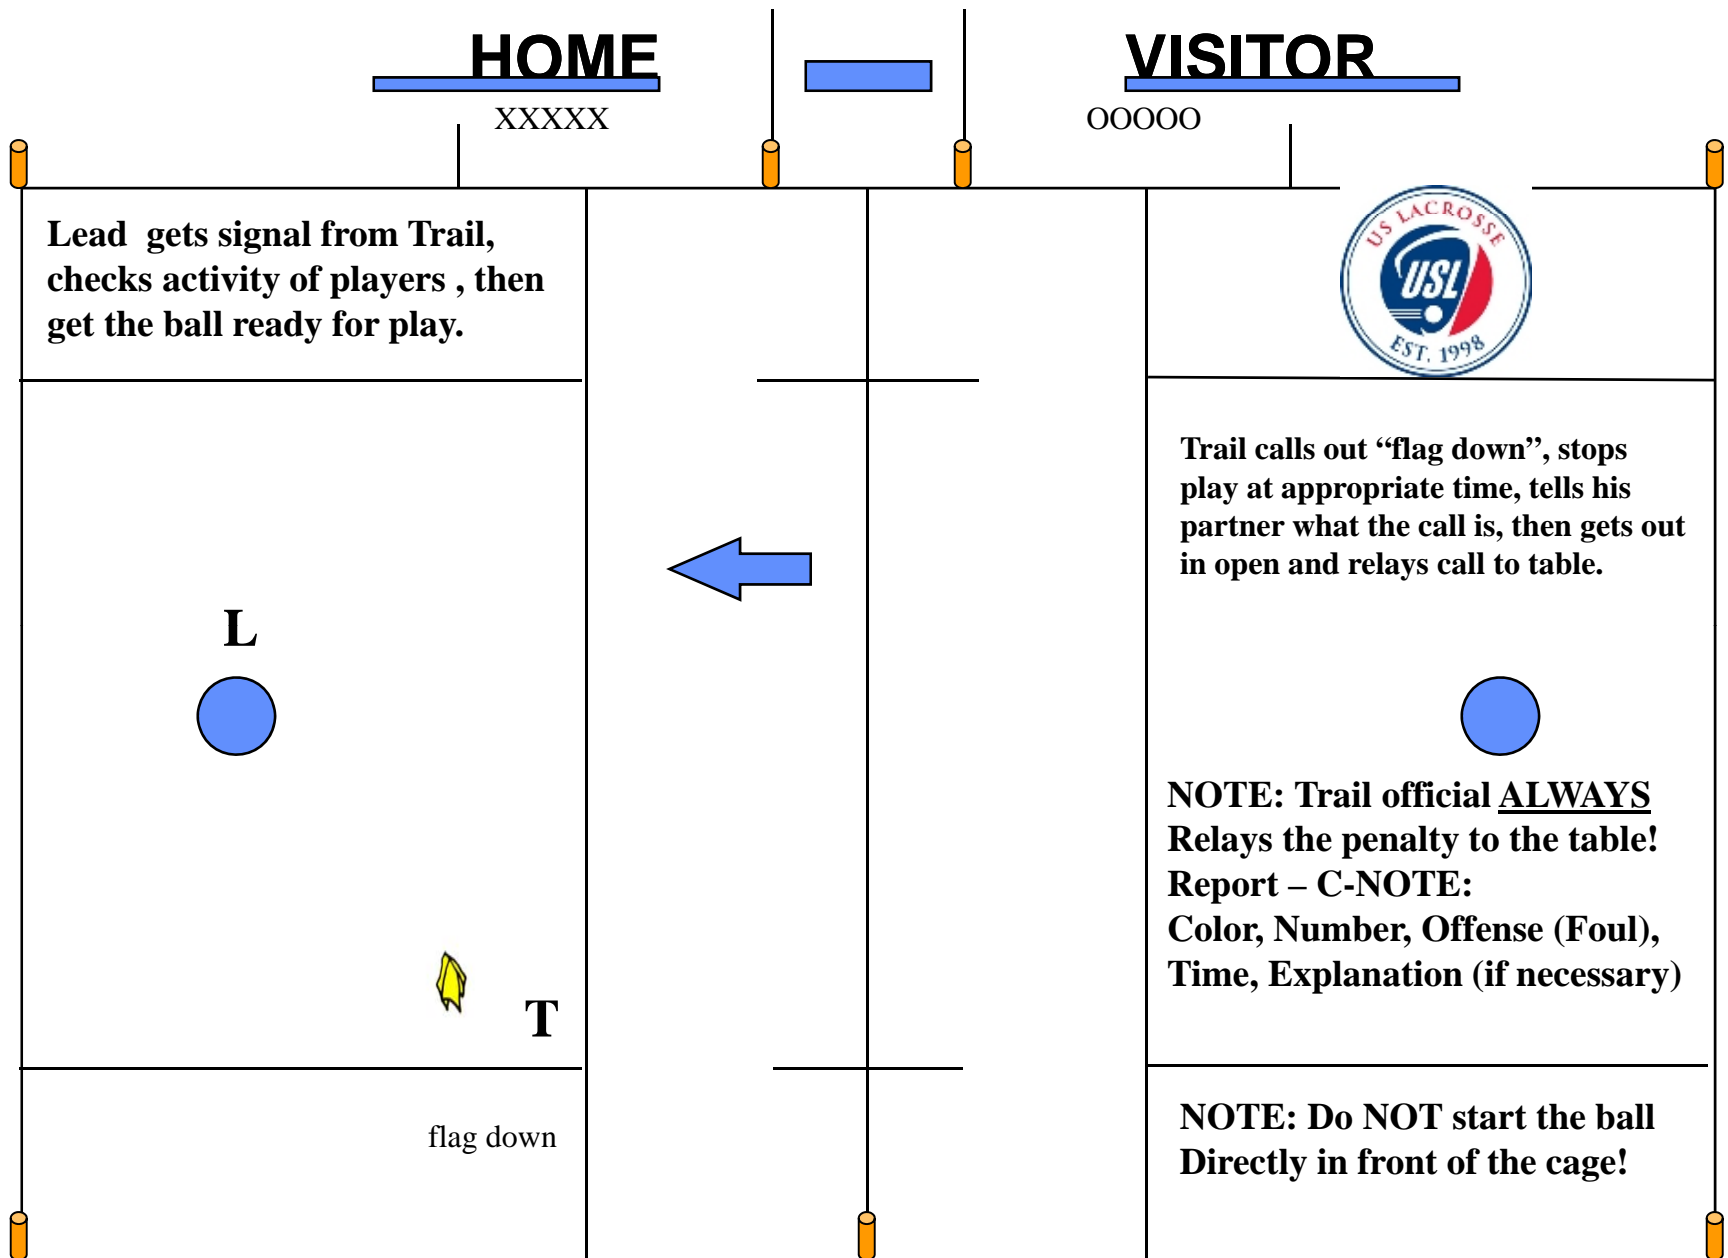 HOME
VISITOR
XXXXX
OOOOO
Lead  gets signal from Trail,
checks activity of players , then
get the ball ready for play.
US LACROSSE
USL
EST. 1998
Trail calls out “flag down”, stops
play at appropriate time, tells his
partner what the call is, then gets out
in open and relays call to table.
L
NOTE: Trail official ALWAYS
Relays the penalty to the table!
Report – C-NOTE:
Color, Number, Offense (Foul),
Time, Explanation (if necessary)
T
flag down
NOTE: Do NOT start the ball
Directly in front of the cage!